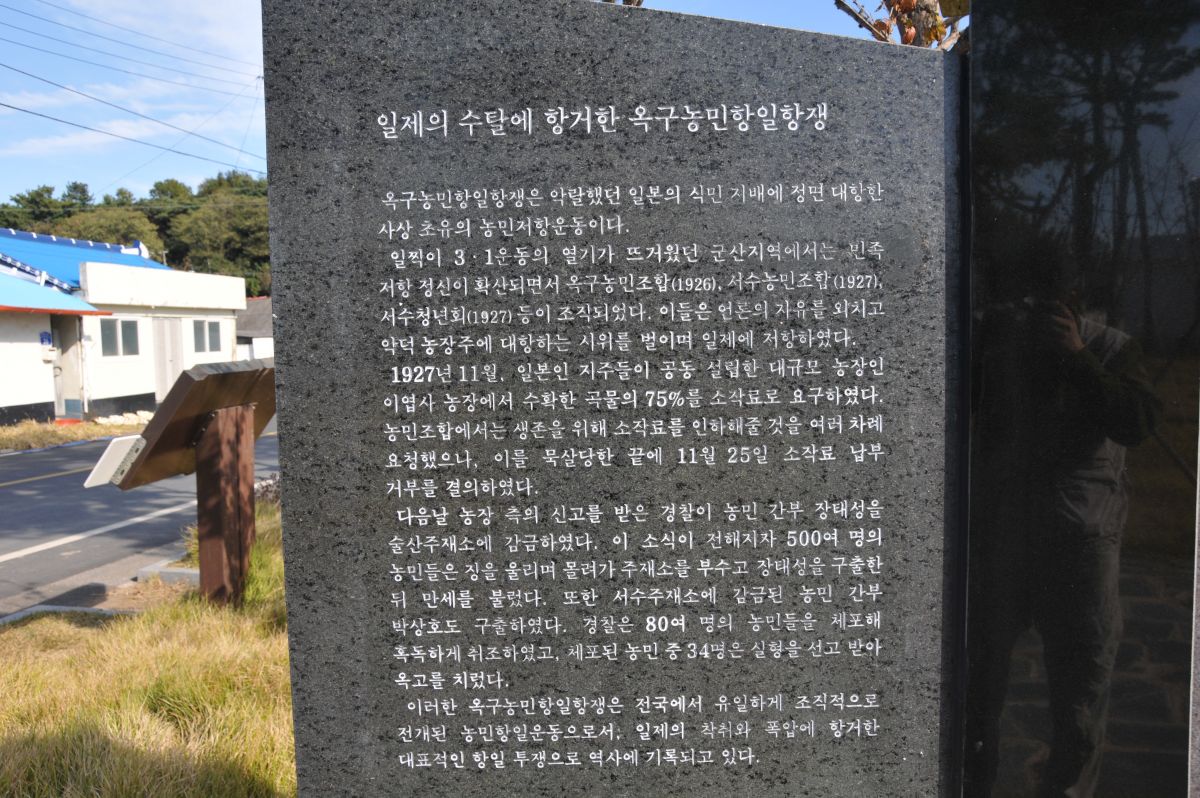 일제의 수탈에 항거한 옥구농민항일항쟁
옥구농민항일항쟁은 악랄했던 일본의 식민 지배에 정면 대항한
사상 초유의 농민저항운동이다.
일찍이 3·1운동의 열기가 뜨거웠던 군산지역에서는 민족
저항 정신이 확산되면서 옥구농민조합(1926), 서수농민조합(1927),
서수청년회(1927) 등이 조직되었다. 이들은 언론의 자유를 외치고
악덕 농장주에 대항하는 시위를 벌이며 일제에 저항하였다.
1927년 11월, 일본인 지주들이 공동 설립한 대규모 농장인
이엽사 농장에서 수확한 곡물의 75%를 소작료로 요구하였다.
농민조합에서는 생존을 위해 소작료를 인하해줄 것을 여러 차례
요청했으나, 이를 묵살당한 끝에 11월 25일 소작료 납부
거부를 결의하였다.
다음날 농장 측의 신고를 받은 경찰이 농민 간부 장태성을
술산주재소에 감금하였다. 이 소식이 전해지자 500여 명의
농민들은 징을 울리며 몰려가 주재소를 부수고 장태성을 구출한
뒤 만세를 불렀다. 또한 서수주재소에 감금된 농민 간부
박상호도 구출하였다. 경찰은 80여 명의 농민들을 체포해
혹독하게 취조하였고, 체포된 농민 중 34명은 실형을 선고 받아
옥고를 치렀다.
이러한 옥구농민항일항쟁은 전국에서 유일하게 조직적으로
전개된 농민항일운동으로서, 일제의 착취와 폭압에 항거한
대표적인 항일 투쟁으로 역사에 기록되고 있다.